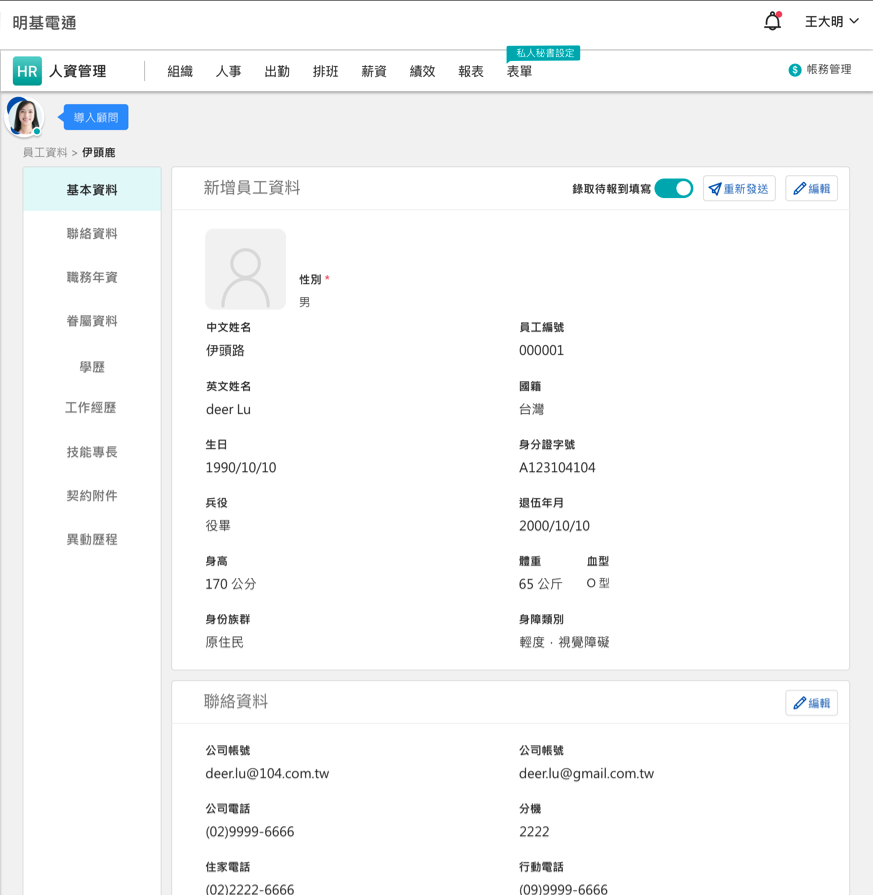 明基電通
王大明
私人秘書設定
HR 人資管理 組織 人事 出勤 排班 薪資 績效 報表 表單 $ 帳務管理
導入顧問
員工資料 > 伊頭鹿
基本資料
聯絡資料
職務年資
眷屬資料
學歷
工作經歷
技能專長
契約附件
異動歷程
新增員工資料 錄取待報到填寫 重新發送 編輯
性別 *
男
中文姓名 員工編號
伊頭路 000001
英文姓名 國籍
deer Lu 台灣
生日 身分證字號
1990/10/10 A123104104
兵役 退伍年月
役畢 2000/10/10
身高 體重 血型
170 公分 65 公斤 O 型
身份族群 身障類別
原住民 輕度．視覺障礙
聯絡資料 編輯
公司帳號 公司帳號
deer.lu@104.com.tw deer.lu@gmail.com.tw
公司電話 分機
(02)9999-6666 2222
住家電話 行動電話
(02)2222-6666 (09)9999-6666